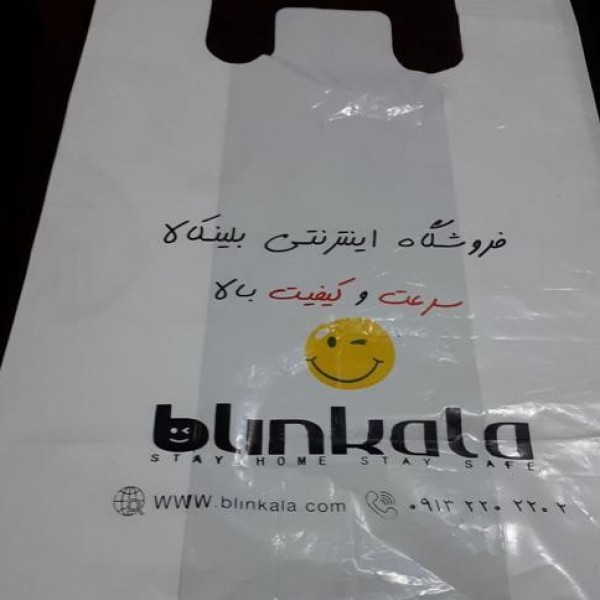 فروشگاه اینترنتی بلینکالا
سرعت و کیفیت بالا
blinkala
STAY HOME STAY SAFE
www.blinkala.com
۰۹۱۳ ۲۲۰ ۲۲۰۲